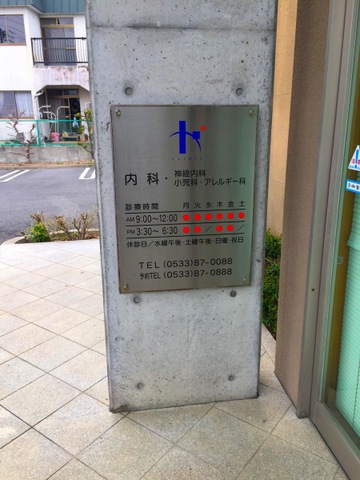 内科・神経内科
小児科・アレルギー科
診療時間 月火水木金土
AM 9:00〜12:00 ●●●●●●
PM 3:30〜6:30 ●●／●●／
休診日／水曜午後・土曜午後・日曜・祝日
TEL (0533)87-0088
予約TEL (0533)87-0888